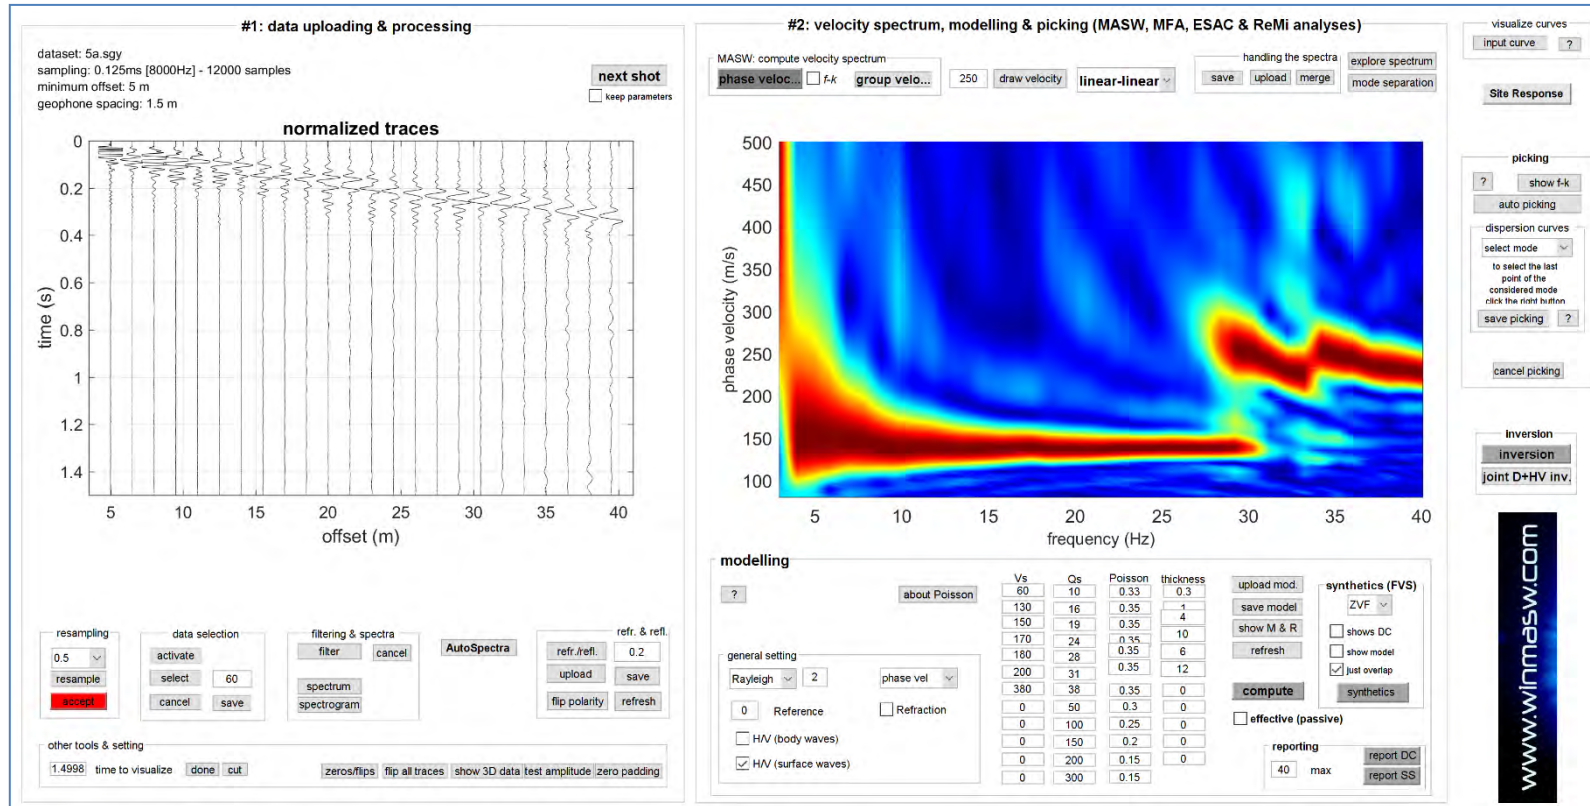 #1: data uploading & processing
dataset: 5a.sgy
sampling: 0.125ms [8000Hz] - 12000 samples
minimum offset: 5 m
geophone spacing: 1.5 m
next shot
keep parameters
normalized traces
0
0.2
0.4
0.6
0.8
1
1.2
1.4
time (s)
5 10 15 20 25 30 35 40
offset (m)
resampling
0.5
resample
accept
data selection
activate
select 60
cancel save
filtering & spectra
filter cancel
spectrum
spectrogram
AutoSpectra
refr. & refl.
refr./refl. 0.2
upload save
flip polarity refresh
other tools & setting
1.4998 time to visualize done cut zeros/flips flip all traces show 3D data test amplitude zero padding
#2: velocity spectrum, modelling & picking (MASW, MFA, ESAC & ReMi analyses)
MASW: compute velocity spectrum
phase veloc... f-k group velo...
250 draw velocity linear-linear
handling the spectra
save upload merge
explore spectrum
mode separation
500
450
400
350
300
250
200
150
100
phase velocity (m/s)
5 10 15 20 25 30 35 40
frequency (Hz)
modelling
? about Poisson
general setting
Rayleigh 2 phase vel
0 Reference Refraction
H/V (body waves)
H/V (surface waves)
Vs Qs Poisson thickness
60 10 0.33 0.3
130 16 0.35 1
150 19 0.35 4
170 24 0.35 10
180 28 0.35 6
200 31 0.35 12
380 38 0.35 0
0 50 0.3 0
0 100 0.25 0
0 150 0.2 0
0 200 0.15 0
0 300 0.15
upload mod.
save model
show M & R
refresh
compute
effective (passive)
synthetics (FVS)
ZVF
shows DC
show model
just overlap
synthetics
reporting
40 max
report DC
report SS
visualize curves
input curve ?
Site Response
picking
? show f-k
auto picking
dispersion curves
select mode
to select the last
point of the
considered mode
click the right button
save picking ?
cancel picking
inversion
inversion
joint D+HV inv.
www.winmasw.com